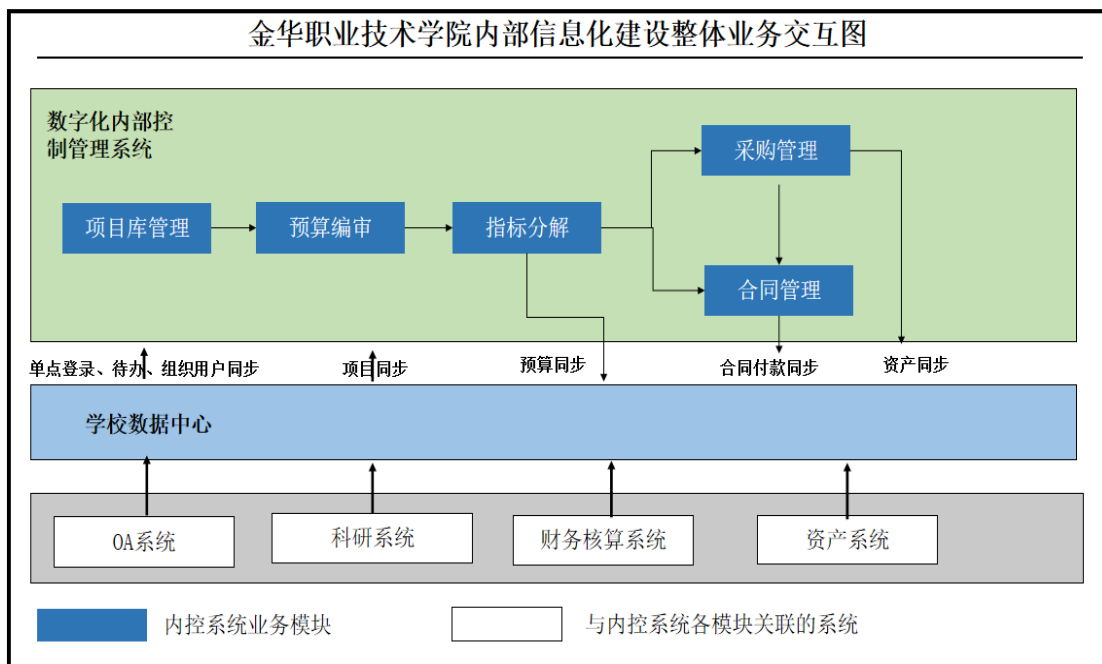 金华职业技术学院内部信息化建设整体业务交互图
数字化内部控
制管理系统
采购管理
项目库管理
预算编审
指标分解
合同管理
单点登录、待办、组织用户同步
项目同步
预算同步
合同付款同步
资产同步
学校数据中心
OA系统
科研系统
财务核算系统
资产系统
内控系统业务模块
与内控系统各模块关联的系统